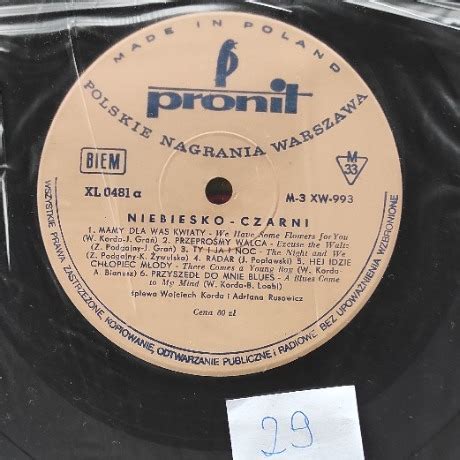 MADE IN POLAND
pronit
POLSKIE NAGRANIA WARSZAWA
BIEM
M
33
XL 0481 a
M-3 XW-993
NIEBIESKO-CZARNI
1. MAMY DLA WAS KWIATY - We Have Some Flowers for You
(W. Korda-J. Grań) 2. PRZEPROŚMY WALCA - Excuse the Waltz
(Z. Podgajny-J. Grań) 3. TY I JA I NOC - The Night and We
(Z. Podgajny-K. Żywulska) 4. RADAR (J. Popławski) 5. HEJ IDZIE
CHŁOPIEC MŁODY - There Comes a Young Boy (W. Korda-
A. Bianusz) 6. PRZYSZEDŁ DO MNIE BLUES - A Blues Come
to My Mind (W. Korda-B. Loebl)
śpiewa Wojciech Korda i Adriana Rusowicz
Cena 80 zł
WSZYSTKIE PRAWA ZASTRZEŻONE, KOPIOWANIE, ODTWARZANIE PUBLICZNE I RADIOWE BEZ UPOWAŻNIENIA WZBRONIONE
29